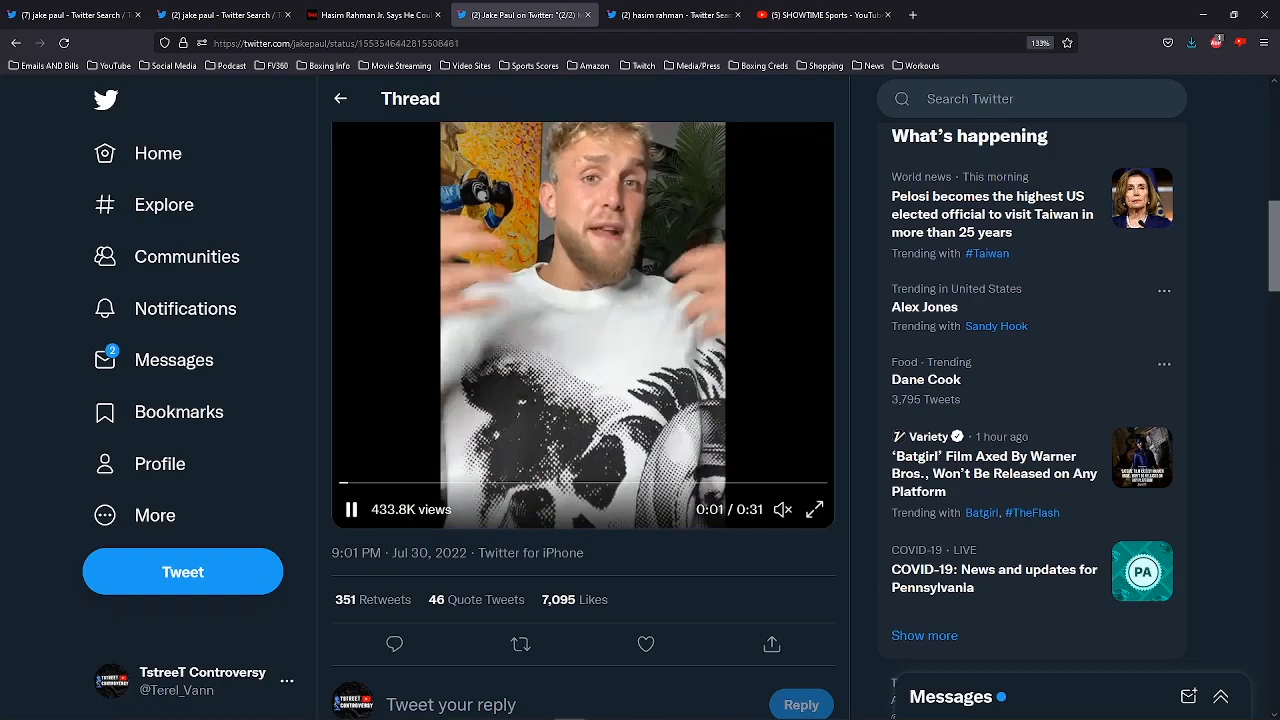 (7) jake paul - Twitter Search / T
(2) jake paul - Twitter Search / T
Hasim Rahman Jr. Says He Coul
(2) Jake Paul on Twitter: "(2/2) H
(2) hasim rahman - Twitter Sear
(5) SHOWTIME Sports - YouTub
https://twitter.com/jakepaul/status/1553546442815508481
133%
Emails AND Bills
YouTube
Social Media
Podcast
FV360
Boxing Info
Movie Streaming
Video Sites
Sports Scores
Amazon
Twitch
Media/Press
Boxing Creds
Shopping
News
Workouts
Home
Explore
Communities
Notifications
2
Messages
Bookmarks
Profile
More
Tweet
TstreeT Controversy
@Terel_Vann
Thread
433.8K views
0:01 / 0:31
9:01 PM · Jul 30, 2022 · Twitter for iPhone
351 Retweets 46 Quote Tweets 7,095 Likes
Tweet your reply
Reply
Search Twitter
What's happening
World news · This morning
Pelosi becomes the highest US
elected official to visit Taiwan in
more than 25 years
Trending with #Taiwan
Trending in United States
Alex Jones
Trending with Sandy Hook
Food · Trending
Dane Cook
3,795 Tweets
Variety · 1 hour ago
‘Batgirl’ Film Axed By Warner
Bros., Won’t Be Released on Any
Platform
Trending with Batgirl, #TheFlash
COVID-19 · LIVE
COVID-19: News and updates for
Pennsylvania
PA
Show more
Messages